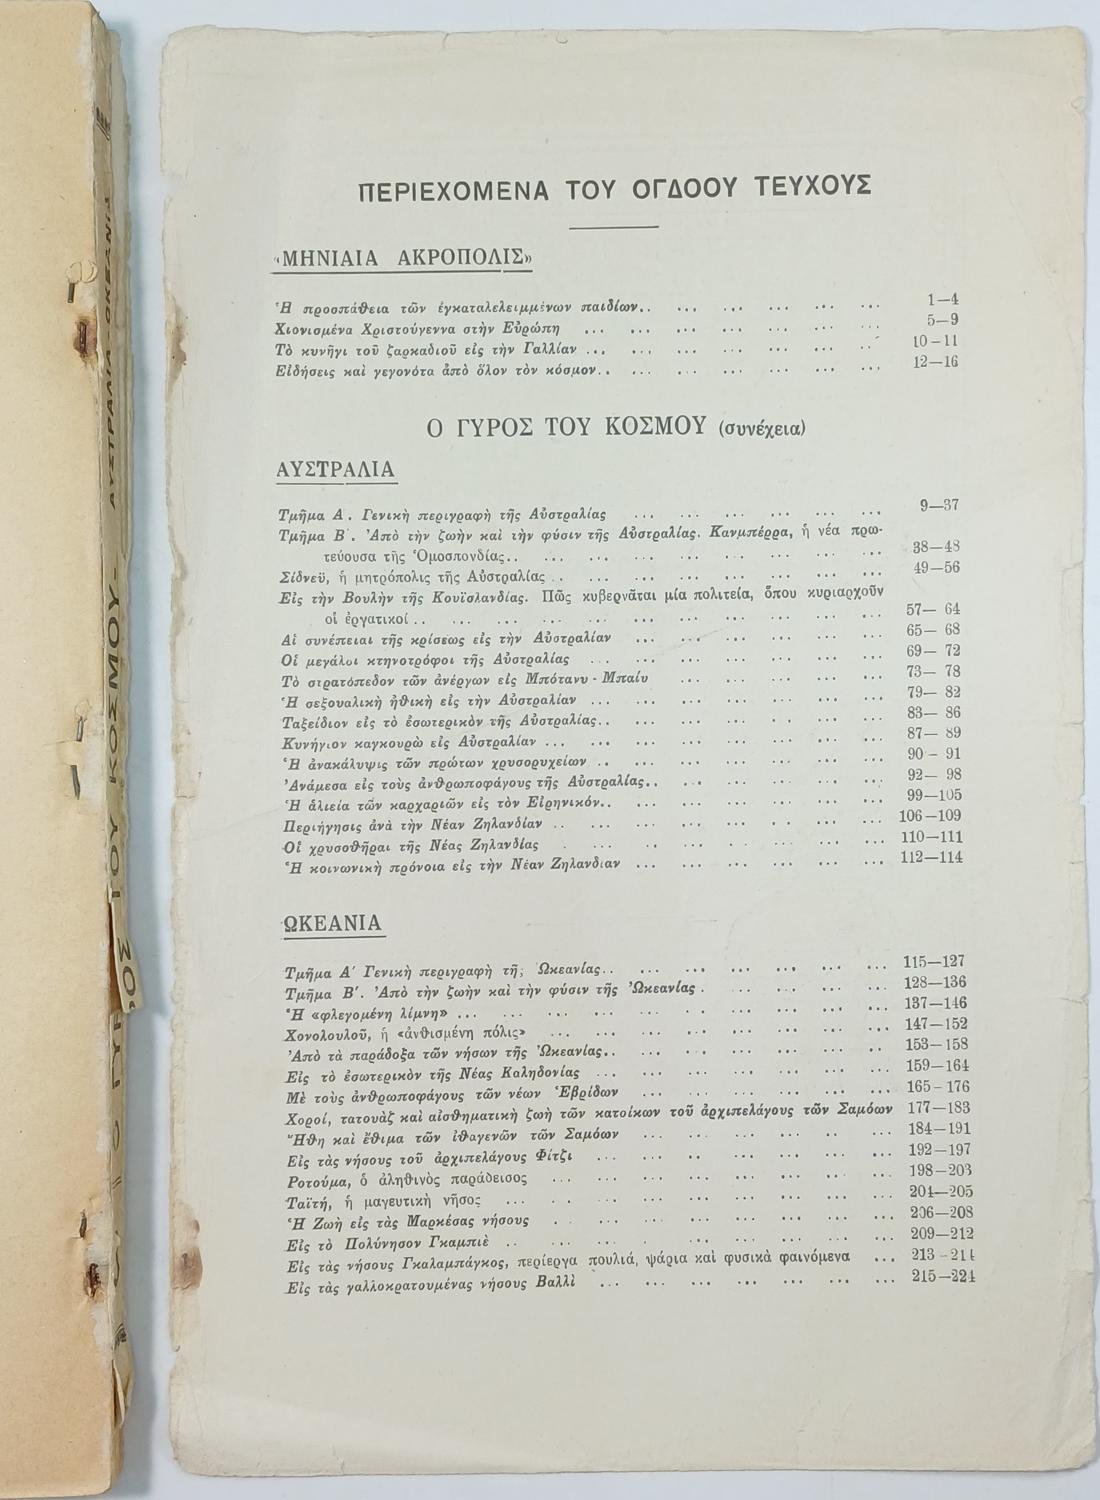 ΠΕΡΙΕΧΟΜΕΝΑ ΤΟΥ ΟΓΔΟΟΥ ΤΕΥΧΟΥΣ
«ΜΗΝΙΑΙΑ ΑΚΡΟΠΟΛΙΣ»
Ἡ προσπάθεια τῶν ἐγκαταλελειμμένων παιδίων.. ... ... ... ... ... 1—4
Χιονισμένα Χριστούγεννα στὴν Εὐρώπη ... ... ... ... ... ... ... 5—9
Τὸ κυνῆγι τοῦ ζαρκαδιοῦ εἰς τὴν Γαλλίαν ... ... ... ... ... ... ... 10—11
Εἰδήσεις καὶ γεγονότα ἀπὸ ὅλον τὸν κόσμον.. ... ... ... ... ... ... 12—16
Ο ΓΥΡΟΣ ΤΟΥ ΚΟΣΜΟΥ (συνέχεια)
ΑΥΣΤΡΑΛΙΑ
Τμῆμα Α. Γενικὴ περιγραφὴ τῆς Αὐστραλίας ... ... ... ... ... ... 9—37
Τμῆμα Β΄. Ἀπὸ τὴν ζωὴν καὶ τὴν φύσιν τῆς Αὐστραλίας. Κανμπέρρα, ἡ νέα πρω-
τεύουσα τῆς Ὁμοσπονδίας.. ... ... ... ... ... ... ... ... 38—48
Σίδνεϋ, ἡ μητρόπολις τῆς Αὐστραλίας .. ... ... ... ... ... ... ... 49—56
Εἰς τὴν Βουλὴν τῆς Κουϊσλανδίας. Πῶς κυβερνᾶται μία πολιτεία, ὅπου κυριαρχοῦν
οἱ ἐργατικοί .. ... ... ... ... ... ... ... ... ... ... 57— 64
Αἱ συνέπειαι τῆς κρίσεως εἰς τὴν Αὐστραλίαν ... ... ... ... ... ... 65— 68
Οἱ μεγάλοι κτηνοτρόφοι τῆς Αὐστραλίας ... ... ... ... ... ... ... 69— 72
Τὸ στρατόπεδον τῶν ἀνέργων εἰς Μπότανυ - Μπαίυ ... ... ... ... ... 73— 78
Ἡ σεξουαλικὴ ἠθικὴ εἰς τὴν Αὐστραλίαν ... ... ... ... ... ... ... 79— 82
Ταξείδιον εἰς τὸ ἐσωτερικὸν τῆς Αὐστραλίας.. ... ... ... ... ... ... 83— 86
Κυνήγιον καγκουρὼ εἰς Αὐστραλίαν ... ... ... ... ... ... ... ... 87— 89
Ἡ ἀνακάλυψις τῶν πρώτων χρυσορυχείων .. ... ... ... ... ... ... 90 - 91
Ἀνάμεσα εἰς τοὺς ἀνθρωποφάγους τῆς Αὐστραλίας.. ... ... ... ... ... 92— 98
Ἡ ἁλιεία τῶν καρχαριῶν εἰς τὸν Εἰρηνικόν.. ... ... ... ... ... ... 99—105
Περιήγησις ἀνὰ τὴν Νέαν Ζηλανδίαν .. ... ... ... ... ... ... ... 106—109
Οἱ χρυσοθῆραι τῆς Νέας Ζηλανδίας . ... .. ... ... ... ... ... 110—111
Ἡ κοινωνικὴ πρόνοια εἰς τὴν Νέαν Ζηλανδίαν ... ... ... ... ... ... 112—114
ΩΚΕΑΝΙΑ
Τμῆμα Α΄ Γενικὴ περιγραφὴ τῆς Ὠκεανίας.. ... ... ... ... ... ... 115—127
Τμῆμα Β΄. Ἀπὸ τὴν ζωὴν καὶ τὴν φύσιν τῆς Ὠκεανίας . ... ... ... ... ... 128—136
Ἡ «φλεγομένη λίμνη» ... ... ... ... ... ... ... ... ... ... 137—146
Χονολουλοῦ, ἡ «ἀνθισμένη πόλις» ... ... ... ... ... ... ... ... 147—152
Ἀπὸ τὰ παράδοξα τῶν νήσων τῆς Ὠκεανίας.. ... ... ... ... ... .. 153—158
Εἰς τὸ ἐσωτερικὸν τῆς Νέας Καληδονίας ... ... ... ... ... ... ... 159—164
Μὲ τοὺς ἀνθρωποφάγους τῶν νέων Ἑβρίδων ... ... ... ... ... ... 165- 176
Χοροί, τατουὰζ καὶ αἰσθηματικὴ ζωὴ τῶν κατοίκων τοῦ ἀρχιπελάγους τῶν Σαμόων 177—183
Ἤθη καὶ ἔθιμα τῶν ἰθαγενῶν τῶν Σαμόων ... ... ... ... .. ... 184—191
Εἰς τὰς νήσους τοῦ ἀρχιπελάγους Φίτζι ... ... .. ... ... ... ... 192—197
Ροτούμα, ὁ ἀληθινὸς παράδεισος ... ... ... ... ... ... ... ... 198—203
Ταϊτή, ἡ μαγευτικὴ νῆσος ... ... ... ... ... ... ... ... ... 204—205
Ἡ Ζωὴ εἰς τὰς Μαρκέσας νήσους . . ... ... ... ... ... ... ... 206—208
Εἰς τὸ Πολύνησον Γκαμπιὲ .. ... . ... ... ... ... ... ... 209—212
Εἰς τὰς νήσους Γκαλαμπάγκος, περίεργα πουλιά, ψάρια καὶ φυσικὰ φαινόμενα ... 213 - 214
Εἰς τὰς γαλλοκρατουμένας νήσους Βαλλὶ ... ... ... ... ... ... ... 215—224
ΤΟΥ ΚΟΣΜΟΥ - ΑΥΣΤΡΑΛΙΑ ΩΚΕΑΝΙΑ